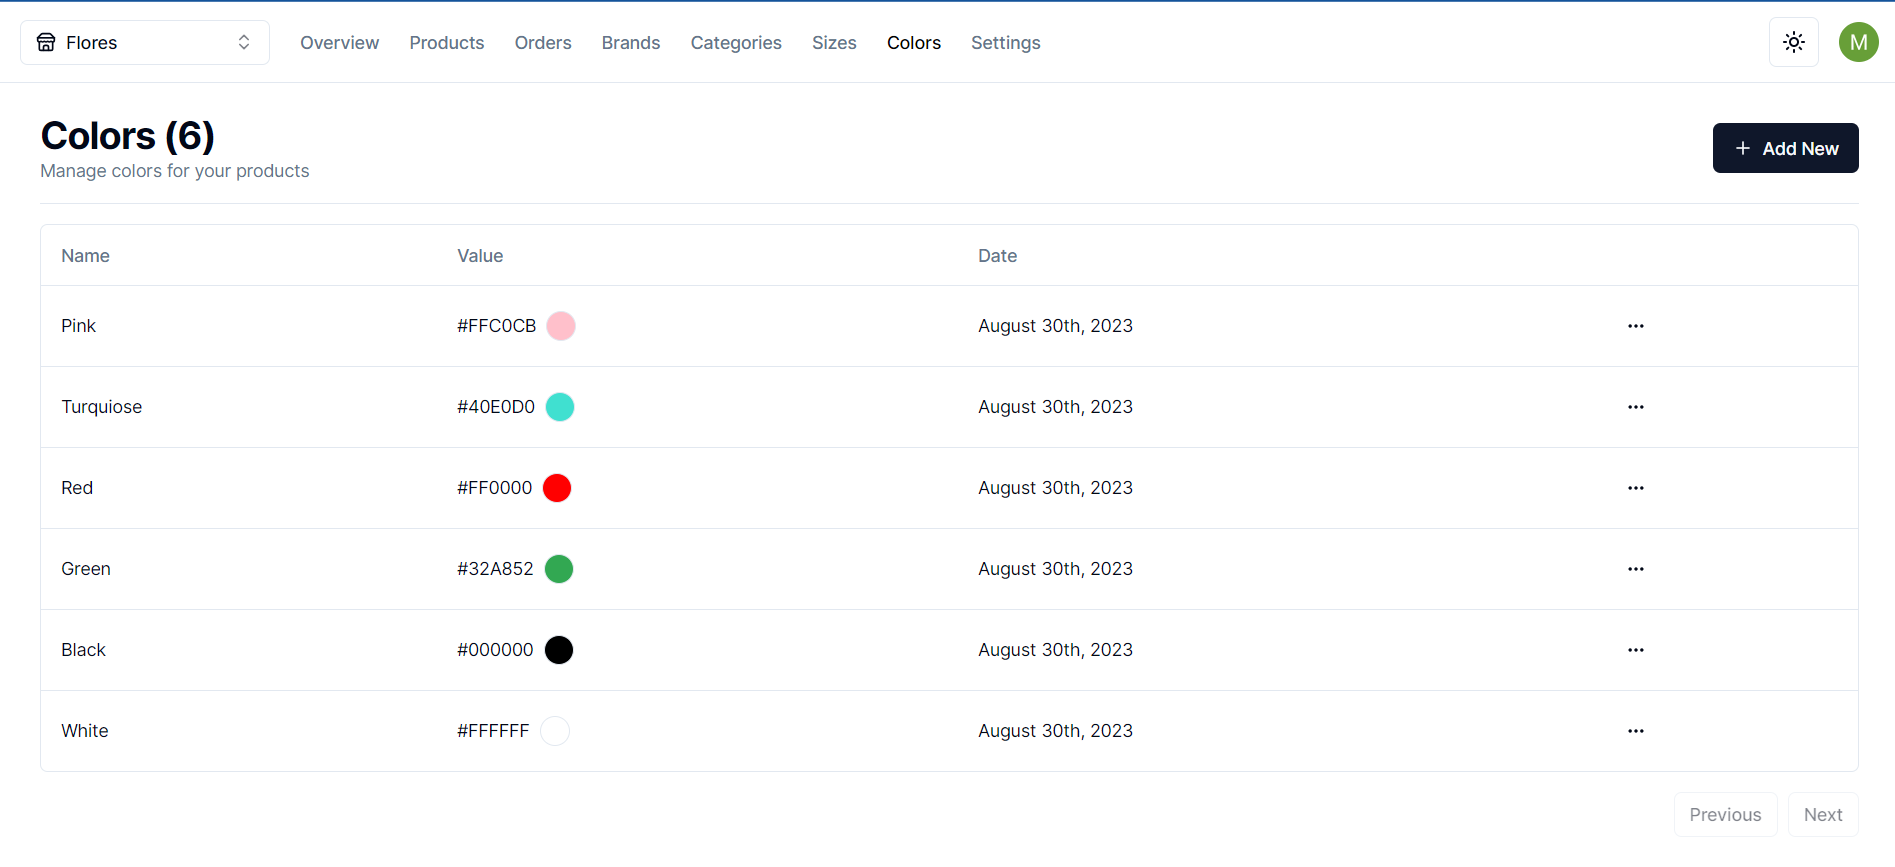 Flores Overview Products Orders Brands Categories Sizes Colors Settings M
Colors (6)
Manage colors for your products
+ Add New
Name Value Date
Pink #FFC0CB August 30th, 2023 ···
Turquiose #40E0D0 August 30th, 2023 ···
Red #FF0000 August 30th, 2023 ···
Green #32A852 August 30th, 2023 ···
Black #000000 August 30th, 2023 ···
White #FFFFFF August 30th, 2023 ···
Previous Next